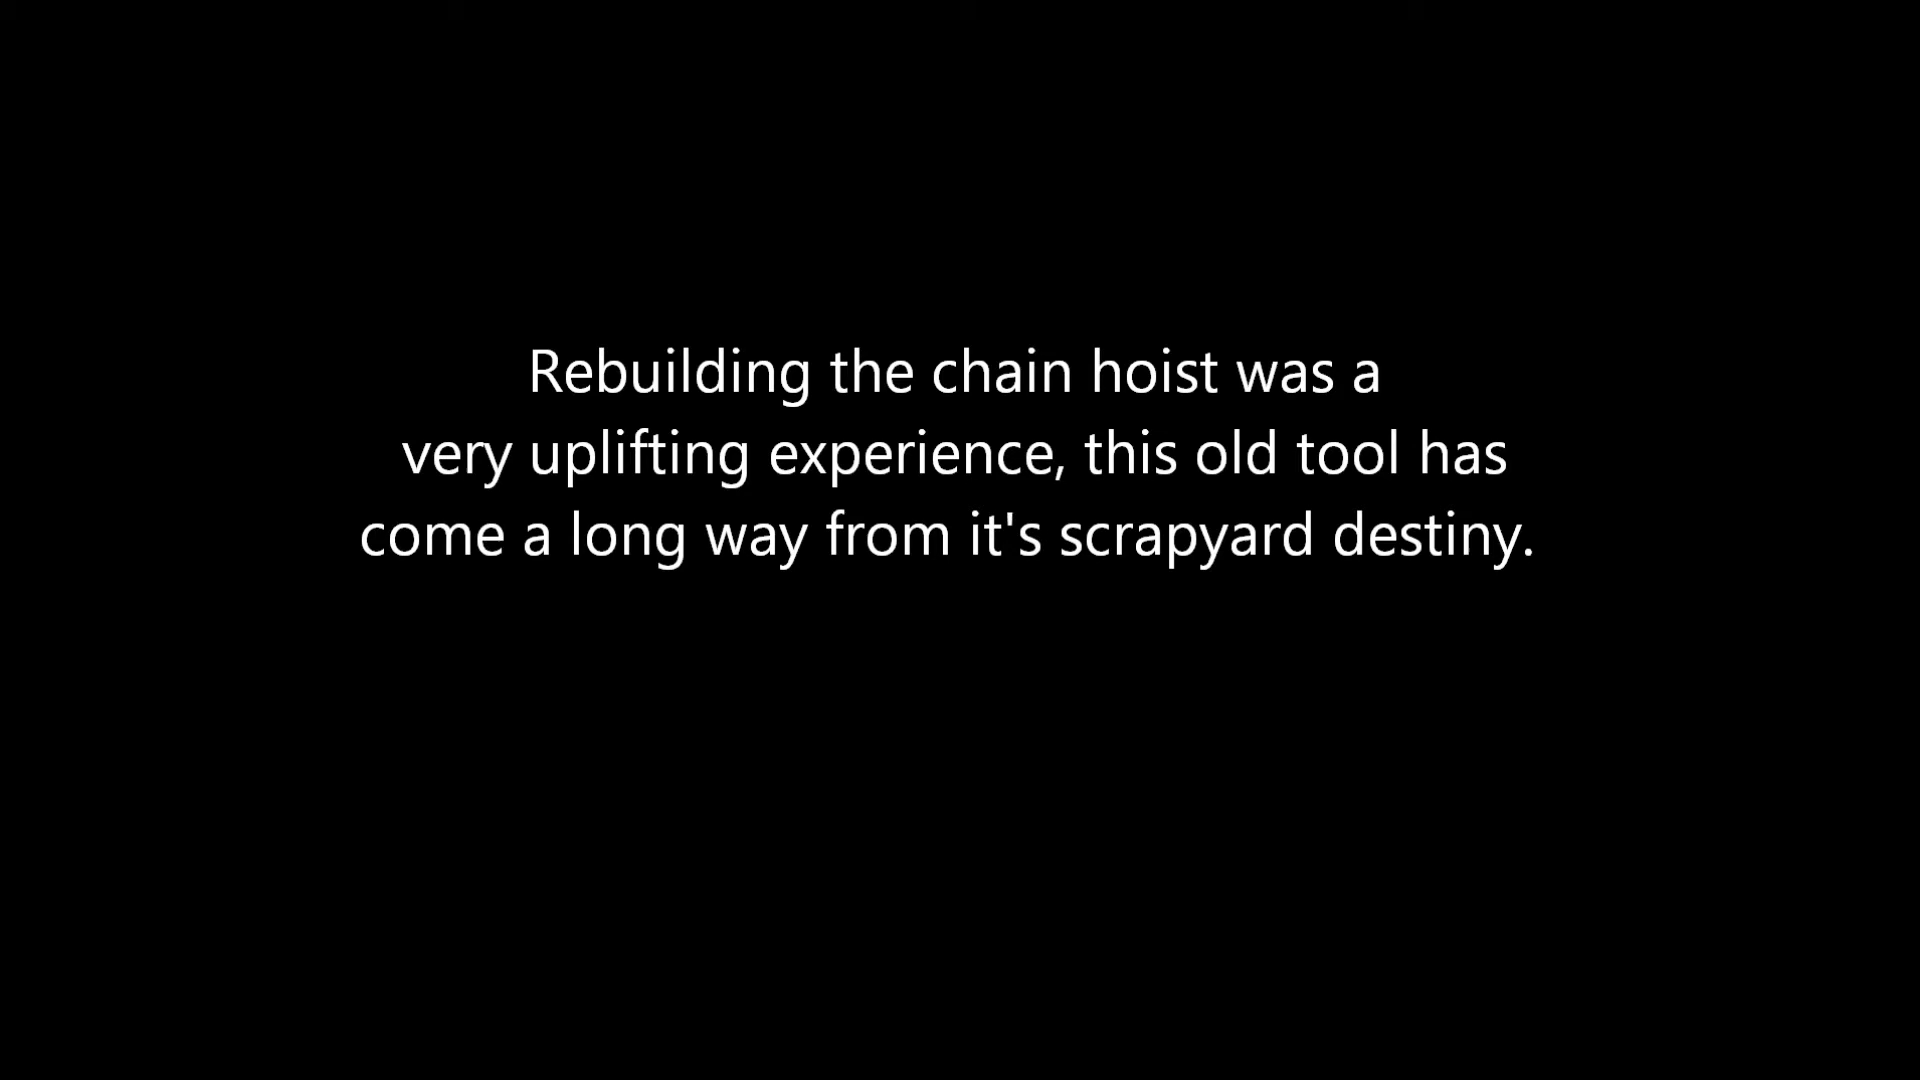 Rebuilding the chain hoist was a
very uplifting experience, this old tool has
come a long way from it's scrapyard destiny.